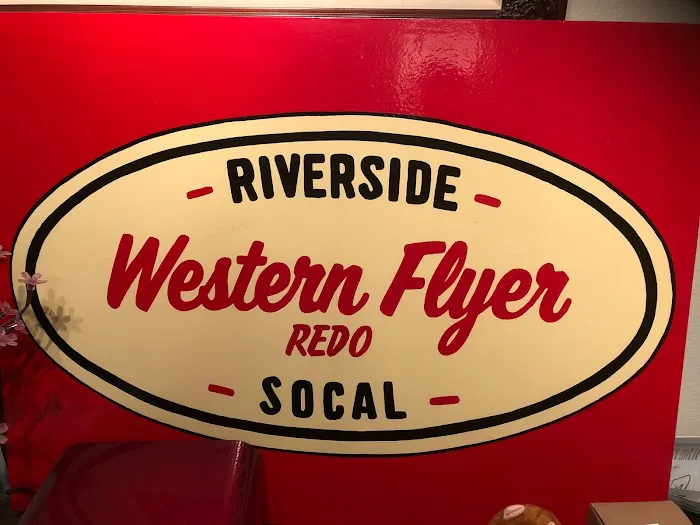 RIVERSIDE
Western Flyer
REDO
SOCAL